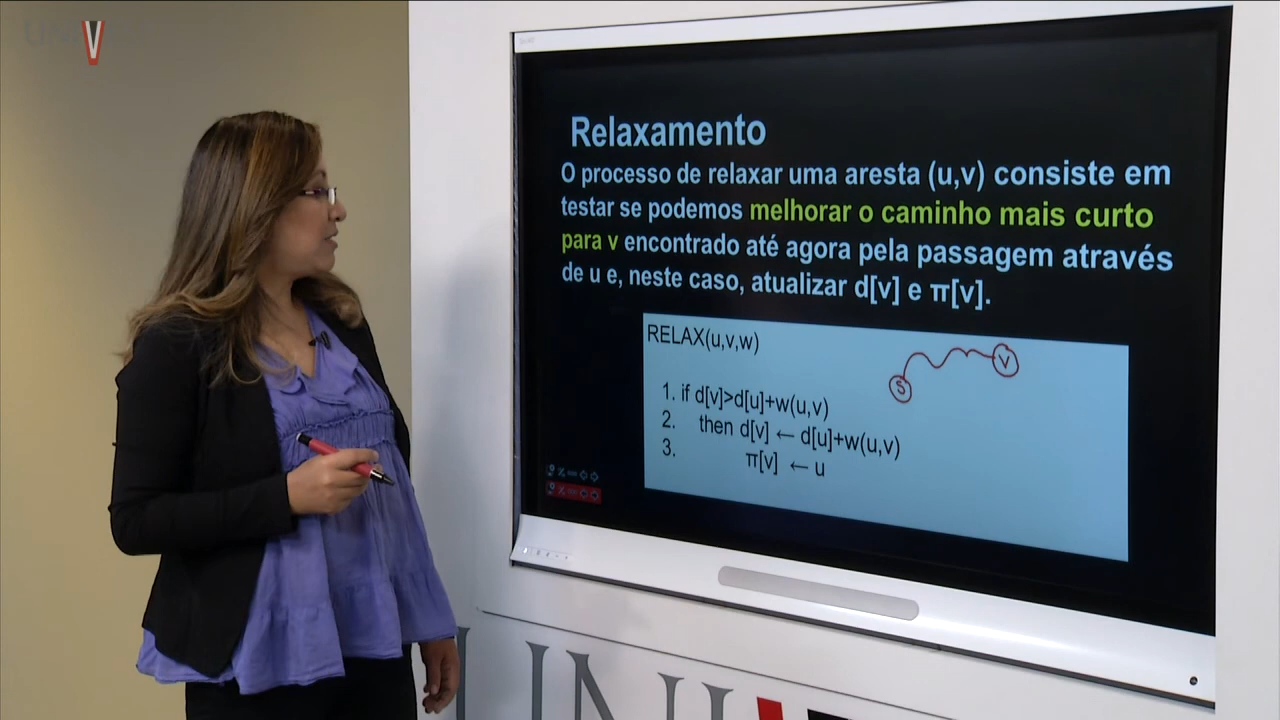 Relaxamento
O processo de relaxar uma aresta (u,v) consiste em
testar se podemos melhorar o caminho mais curto
para v encontrado até agora pela passagem através
de u e, neste caso, atualizar d[v] e π[v].
RELAX(u,v,w)
S V
1. if d[v]>d[u]+w(u,v)
2. then d[v] ← d[u]+w(u,v)
3. π[v] ← u